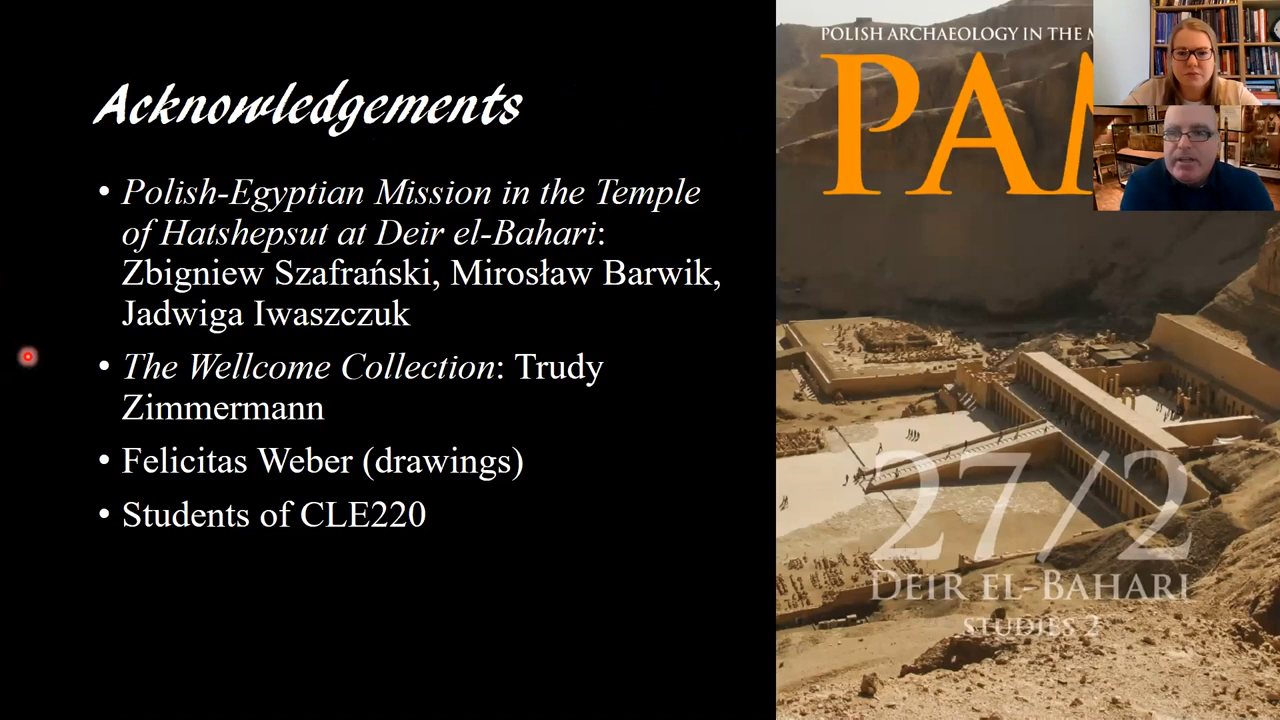 Acknowledgements
• Polish-Egyptian Mission in the Temple
of Hatshepsut at Deir el-Bahari:
Zbigniew Szafrański, Mirosław Barwik,
Jadwiga Iwaszczuk
• The Wellcome Collection: Trudy
Zimmermann
• Felicitas Weber (drawings)
• Students of CLE220
POLISH ARCHAEOLOGY IN THE
PAM
27/2
DEIR EL-BAHARI
STUDIES 2